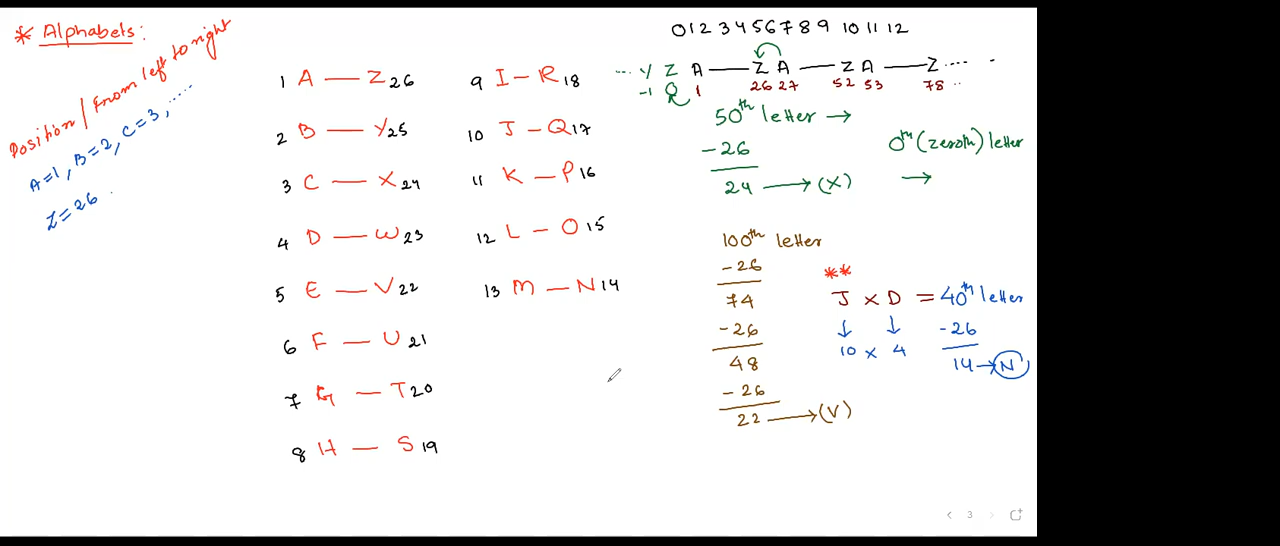 * Alphabets:
Position / From left to right
A=1, B=2, C=3, .....
Z=26
1 A — Z 26
2 B — Y 25
3 C — X 24
4 D — W 23
5 E — V 22
6 F — U 21
7 G — T 20
8 H — S 19
9 I – R 18
10 J – Q 17
11 K – P 16
12 L – O 15
13 M – N 14
0 1 2 3 4 5 6 7 8 9 10 11 12
... Y Z A — Z A — Z A — Z .... .
-1 0 1 26 27 52 53 78 ..
50th letter →
-26
24 → (X)
0th (zeroth) letter
→
100th letter
-26
74
-26
48
-26
22 → (V)
**
J × D = 40th letter
↓ ↓ -26
10 × 4 14 → N
< 3 >